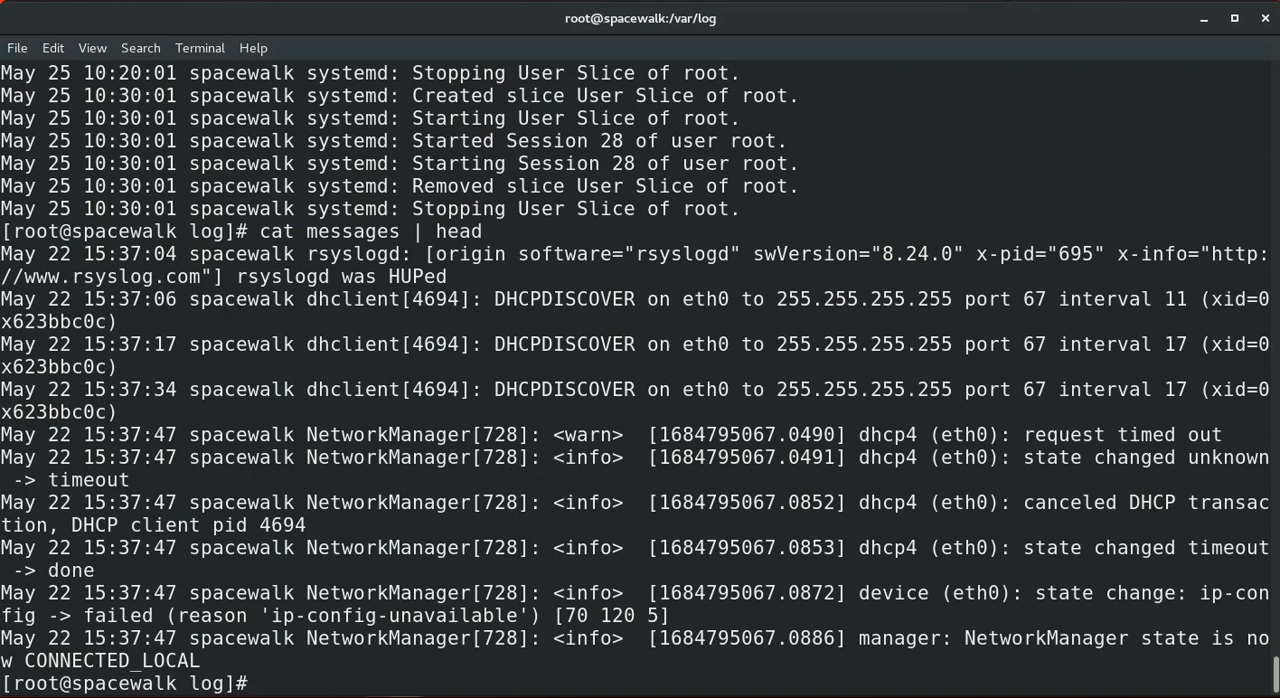 root@spacewalk:/var/log
File Edit View Search Terminal Help
May 25 10:20:01 spacewalk systemd: Stopping User Slice of root.
May 25 10:30:01 spacewalk systemd: Created slice User Slice of root.
May 25 10:30:01 spacewalk systemd: Starting User Slice of root.
May 25 10:30:01 spacewalk systemd: Started Session 28 of user root.
May 25 10:30:01 spacewalk systemd: Starting Session 28 of user root.
May 25 10:30:01 spacewalk systemd: Removed slice User Slice of root.
May 25 10:30:01 spacewalk systemd: Stopping User Slice of root.
[root@spacewalk log]# cat messages | head
May 22 15:37:04 spacewalk rsyslogd: [origin software="rsyslogd" swVersion="8.24.0" x-pid="695" x-info="http:
//www.rsyslog.com"] rsyslogd was HUPed
May 22 15:37:06 spacewalk dhclient[4694]: DHCPDISCOVER on eth0 to 255.255.255.255 port 67 interval 11 (xid=0
x623bbc0c)
May 22 15:37:17 spacewalk dhclient[4694]: DHCPDISCOVER on eth0 to 255.255.255.255 port 67 interval 17 (xid=0
x623bbc0c)
May 22 15:37:34 spacewalk dhclient[4694]: DHCPDISCOVER on eth0 to 255.255.255.255 port 67 interval 17 (xid=0
x623bbc0c)
May 22 15:37:47 spacewalk NetworkManager[728]: <warn>  [1684795067.0490] dhcp4 (eth0): request timed out
May 22 15:37:47 spacewalk NetworkManager[728]: <info>  [1684795067.0491] dhcp4 (eth0): state changed unknown
 -> timeout
May 22 15:37:47 spacewalk NetworkManager[728]: <info>  [1684795067.0852] dhcp4 (eth0): canceled DHCP transac
tion, DHCP client pid 4694
May 22 15:37:47 spacewalk NetworkManager[728]: <info>  [1684795067.0853] dhcp4 (eth0): state changed timeout
 -> done
May 22 15:37:47 spacewalk NetworkManager[728]: <info>  [1684795067.0872] device (eth0): state change: ip-con
fig -> failed (reason 'ip-config-unavailable') [70 120 5]
May 22 15:37:47 spacewalk NetworkManager[728]: <info>  [1684795067.0886] manager: NetworkManager state is no
w CONNECTED_LOCAL
[root@spacewalk log]#